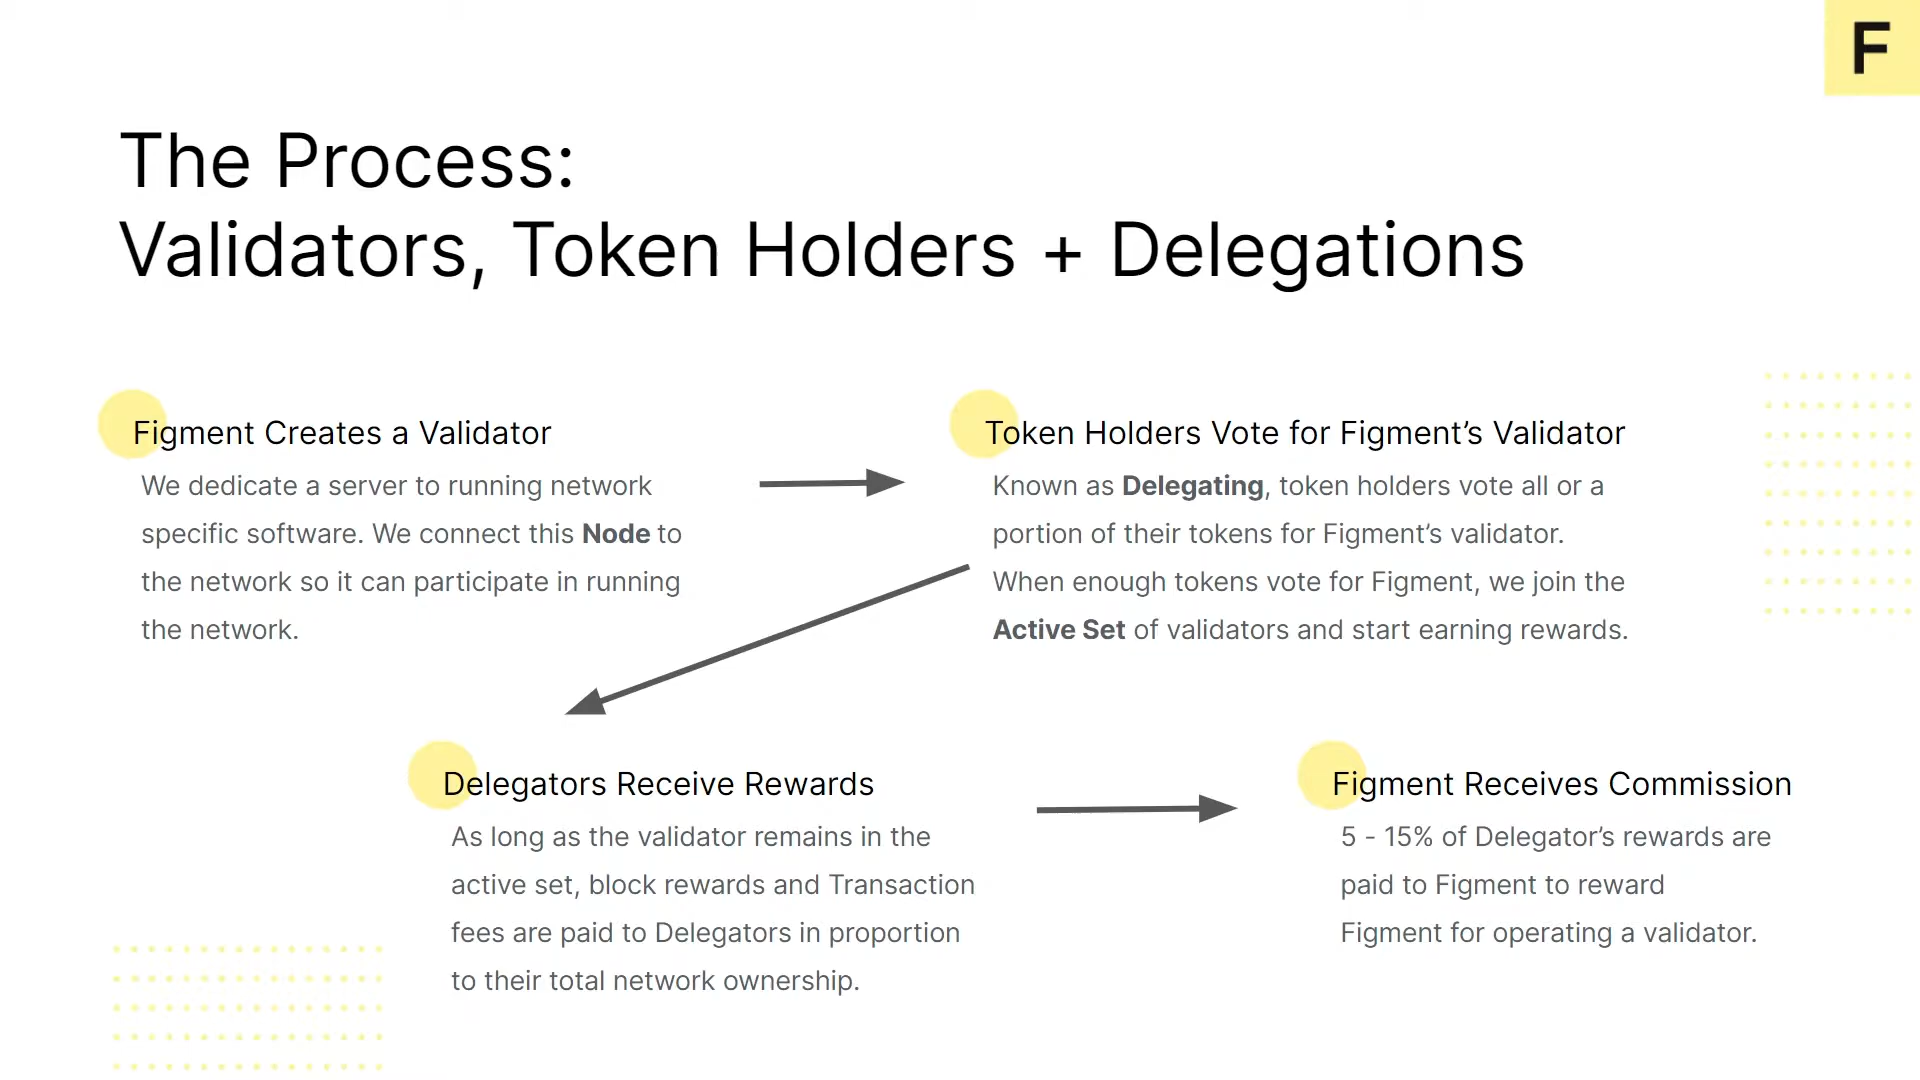 F
The Process:
Validators, Token Holders + Delegations
Figment Creates a Validator
We dedicate a server to running network
specific software. We connect this Node to
the network so it can participate in running
the network.
Token Holders Vote for Figment’s Validator
Known as Delegating, token holders vote all or a
portion of their tokens for Figment’s validator.
When enough tokens vote for Figment, we join the
Active Set of validators and start earning rewards.
Delegators Receive Rewards
As long as the validator remains in the
active set, block rewards and Transaction
fees are paid to Delegators in proportion
to their total network ownership.
Figment Receives Commission
5 - 15% of Delegator’s rewards are
paid to Figment to reward
Figment for operating a validator.